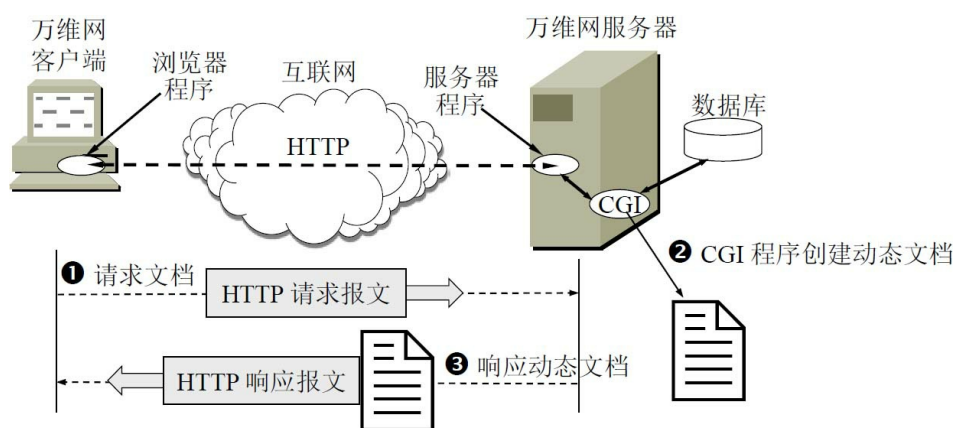 万维网
客户端
浏览器
程序
互联网
HTTP
服务器
程序
万维网服务器
数据库
CGI
❶ 请求文档
HTTP 请求报文
❷ CGI 程序创建动态文档
HTTP 响应报文
❸ 响应动态文档